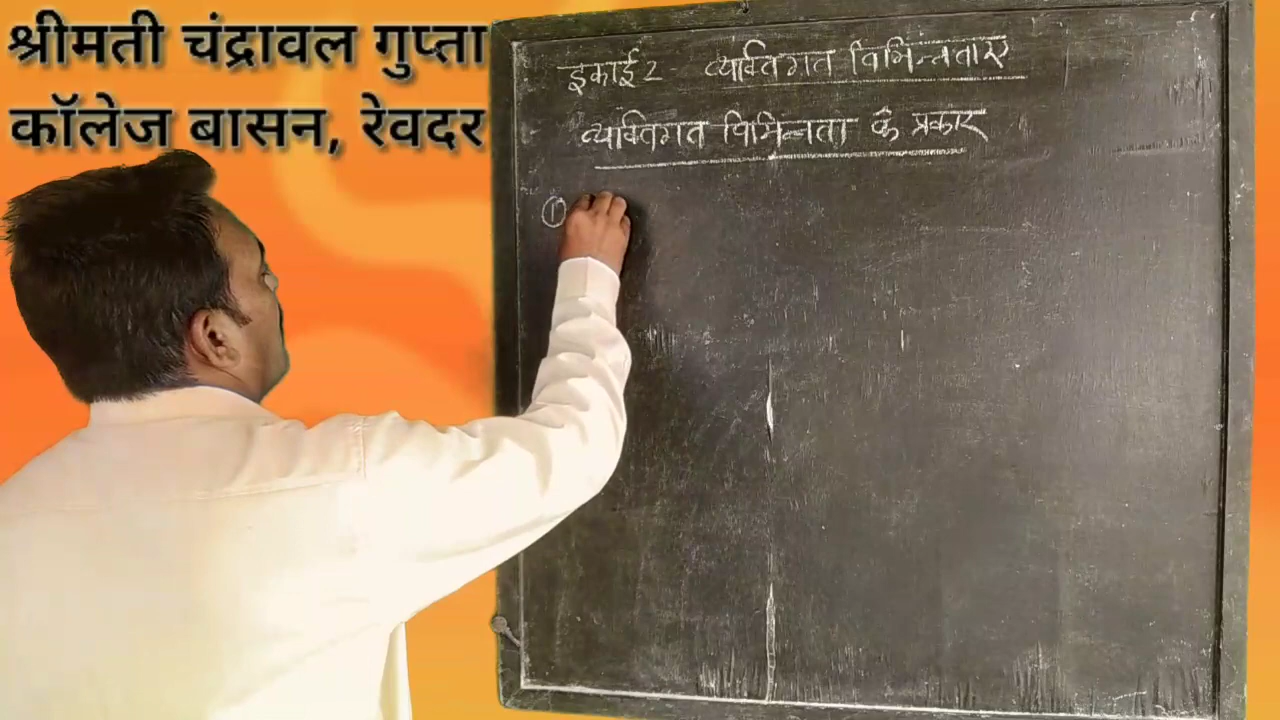 श्रीमती चंद्रावल गुप्ता
कॉलेज बासन, रेवदर
इकाई 2 व्यक्तिगत विभिन्नताए
व्यक्तिगत विभिन्नता के प्रकार
①